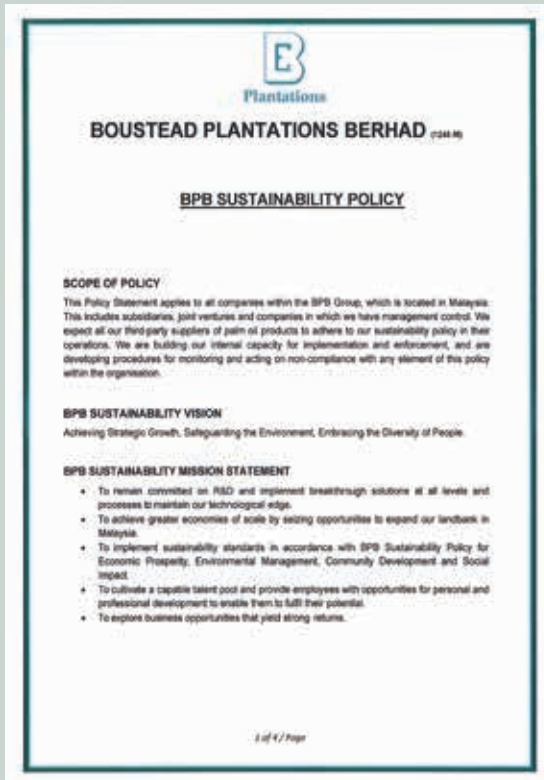 B
Plantations
BOUSTEAD PLANTATIONS BERHAD (1245-M)
BPB SUSTAINABILITY POLICY
SCOPE OF POLICY
This Policy Statement applies to all companies within the BPB Group, which is located in Malaysia.
This includes subsidiaries, joint ventures and companies in which we have management control. We
expect all our third-party suppliers of palm oil products to adhere to our sustainability policy in their
operations. We are building our internal capacity for implementation and enforcement, and are
developing procedures for monitoring and acting on non-compliance with any element of this policy
within the organisation.
BPB SUSTAINABILITY VISION
Achieving Strategic Growth, Safeguarding the Environment, Embracing the Diversity of People.
BPB SUSTAINABILITY MISSION STATEMENT
• To remain committed on R&D and implement breakthrough solutions at all levels and
processes to maintain our technological edge.
• To achieve greater economies of scale by seizing opportunities to expand our landbank in
Malaysia.
• To implement sustainability standards in accordance with BPB Sustainability Policy for
Economic Prosperity, Environmental Management, Community Development and Social
Impact.
• To cultivate a capable talent pool and provide employees with opportunities for personal and
professional development to enable them to fulfil their potential.
• To explore business opportunities that yield strong returns.
1 of 4 / Page